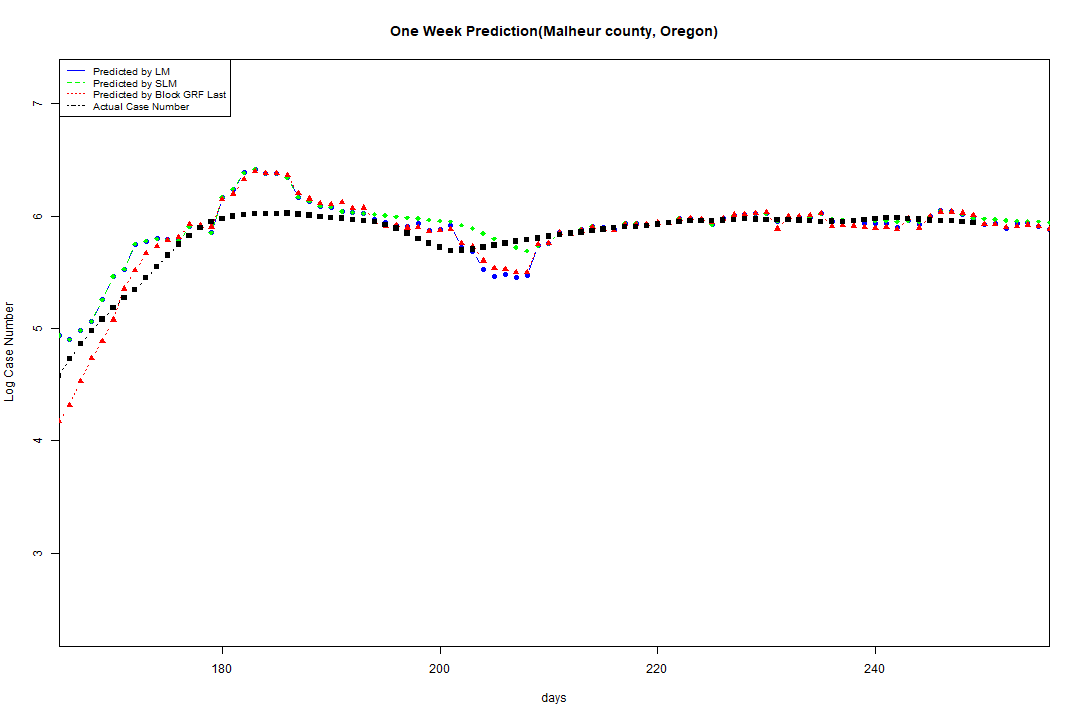 One Week Prediction(Malheur county, Oregon)
Predicted by LM
Predicted by SLM
Predicted by Block GRF Last
Actual Case Number
7
6
5
4
3
Log Case Number
180 200 220 240
days